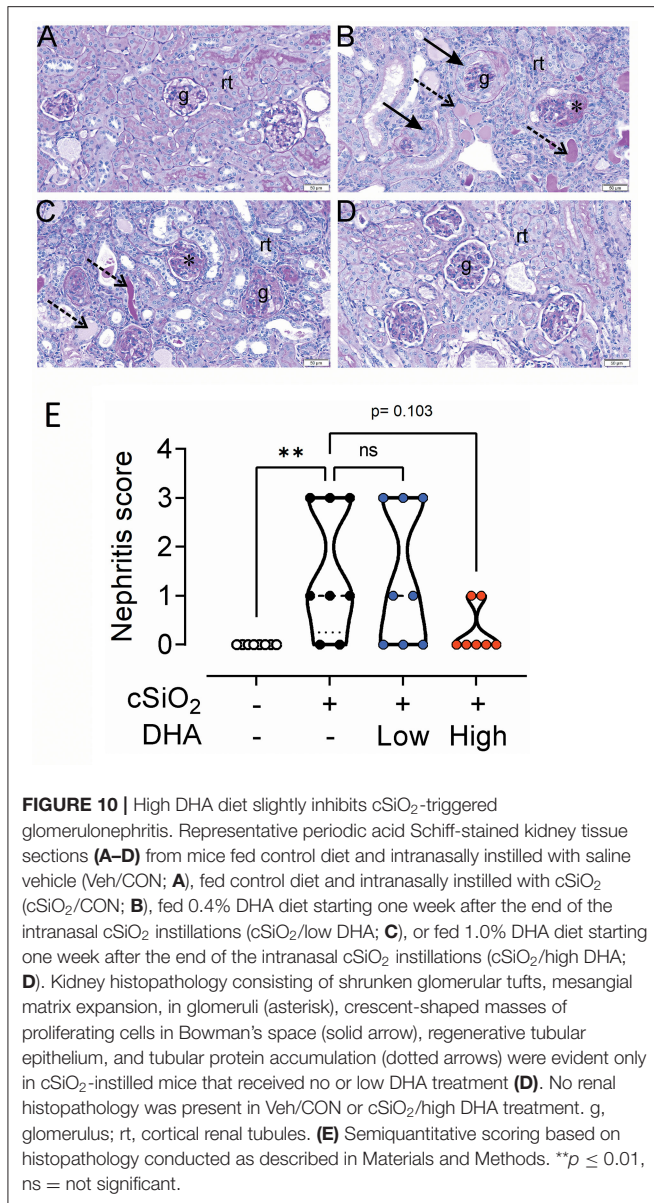 A
g
rt
50 µm
B
g
rt
*
50 µm
C
*
rt
g
50 µm
D
rt
g
50 µm
E
p= 0.103
** ns
4
3
2
1
0
Nephritis score
cSiO2 - + + +
DHA - - Low High
FIGURE 10 | High DHA diet slightly inhibits cSiO2-triggered
glomerulonephritis. Representative periodic acid Schiff-stained kidney tissue
sections (A–D) from mice fed control diet and intranasally instilled with saline
vehicle (Veh/CON; A), fed control diet and intranasally instilled with cSiO2
(cSiO2/CON; B), fed 0.4% DHA diet starting one week after the end of the
intranasal cSiO2 instillations (cSiO2/low DHA; C), or fed 1.0% DHA diet starting
one week after the end of the intranasal cSiO2 instillations (cSiO2/high DHA;
D). Kidney histopathology consisting of shrunken glomerular tufts, mesangial
matrix expansion, in glomeruli (asterisk), crescent-shaped masses of
proliferating cells in Bowman's space (solid arrow), regenerative tubular
epithelium, and tubular protein accumulation (dotted arrows) were evident only
in cSiO2-instilled mice that received no or low DHA treatment (D). No renal
histopathology was present in Veh/CON or cSiO2/high DHA treatment. g,
glomerulus; rt, cortical renal tubules. (E) Semiquantitative scoring based on
histopathology conducted as described in Materials and Methods. **p ≤ 0.01,
ns = not significant.